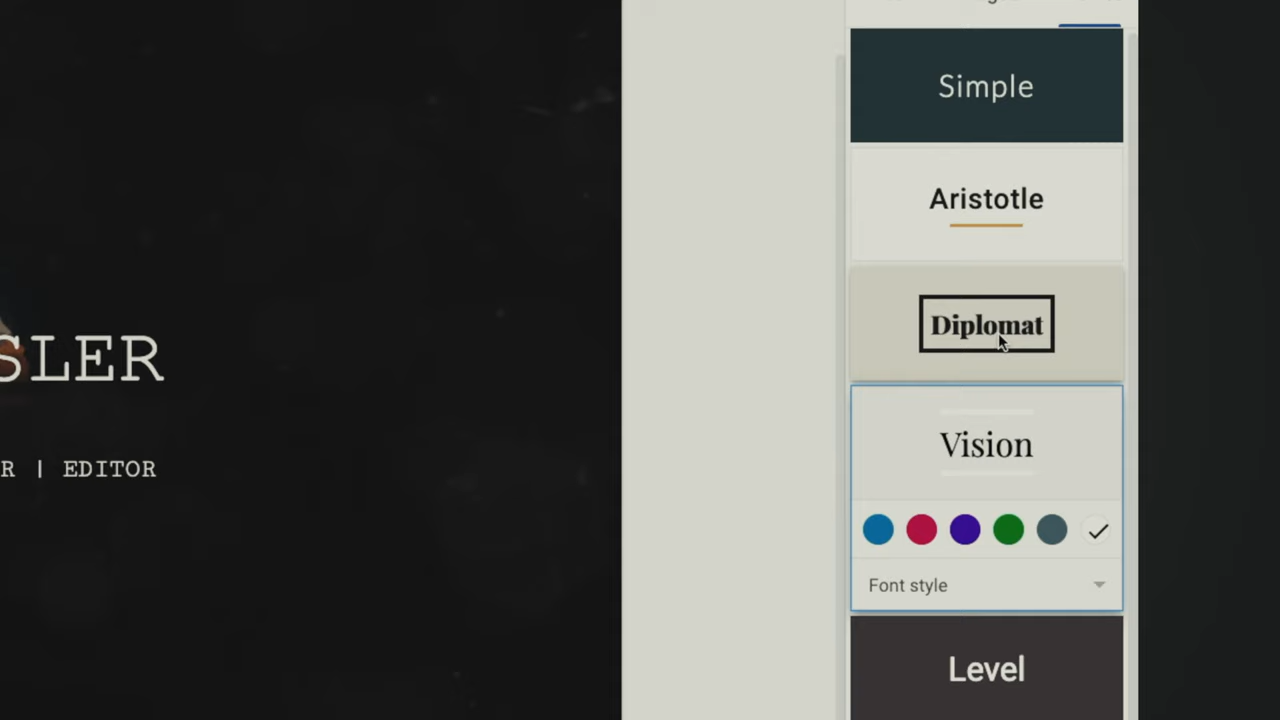 SLER
R | EDITOR
Simple
Aristotle
Diplomat
Vision
Font style
Level